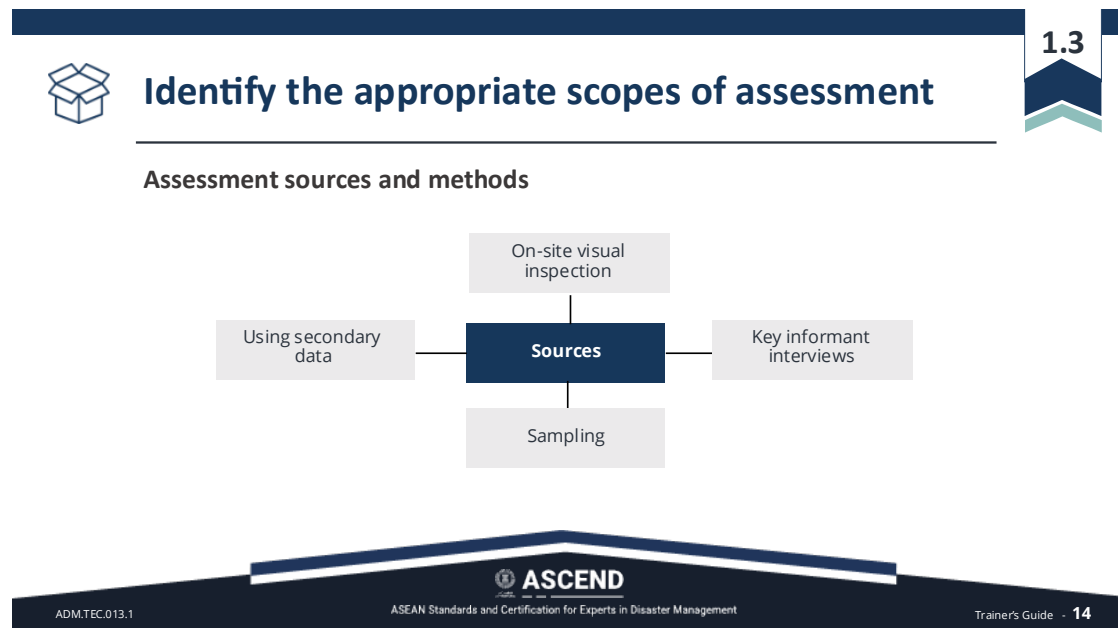 1.3
Identify the appropriate scopes of assessment
Assessment sources and methods
On-site visual
inspection
Using secondary
data
Sources
Key informant
interviews
Sampling
ASCEND
ASEAN Standards and Certification for Experts in Disaster Management
ADM.TEC.013.1
Trainer's Guide - 14